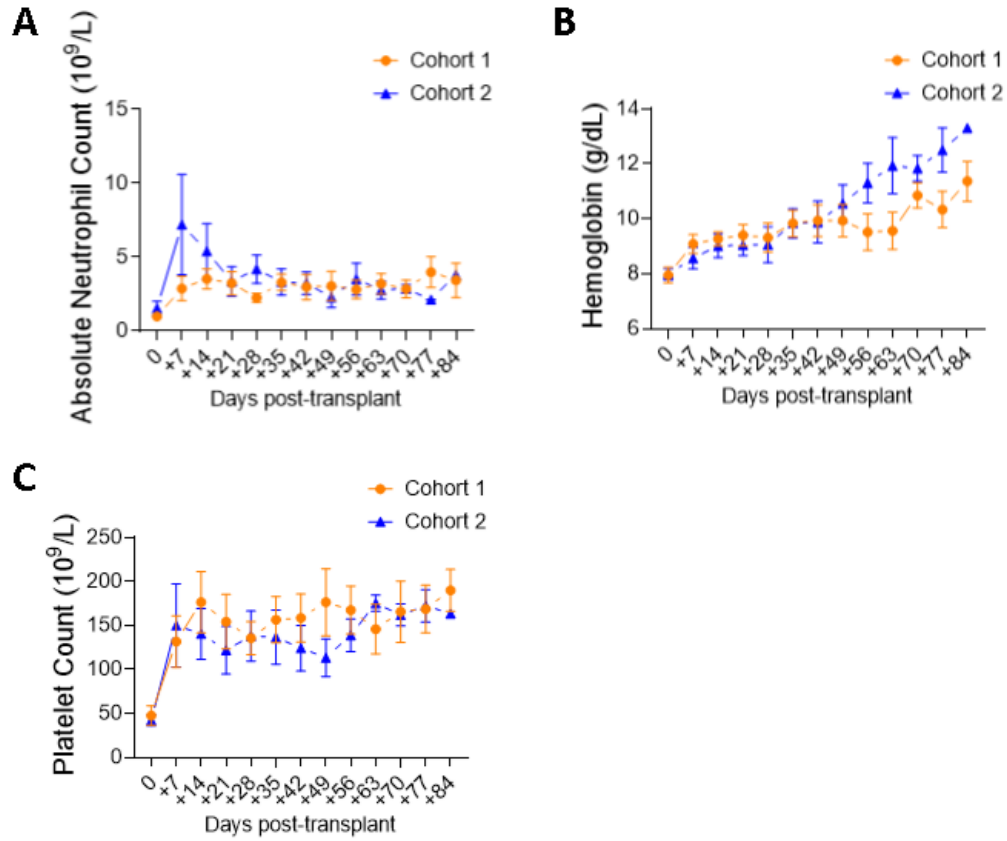 A
Cohort 1
Cohort 2
Absolute Neutrophil Count (10⁹/L)
15
10
5
0
0 +7 +14 +21 +28 +35 +42 +49 +56 +63 +70 +77 +84
Days post-transplant
B
Cohort 1
Cohort 2
Hemoglobin (g/dL)
14
12
10
8
6
0 +7 +14 +21 +28 +35 +42 +49 +56 +63 +70 +77 +84
Days post-transplant
C
Cohort 1
Cohort 2
Platelet Count (10⁹/L)
250
200
150
100
50
0
0 +7 +14 +21 +28 +35 +42 +49 +56 +63 +70 +77 +84
Days post-transplant